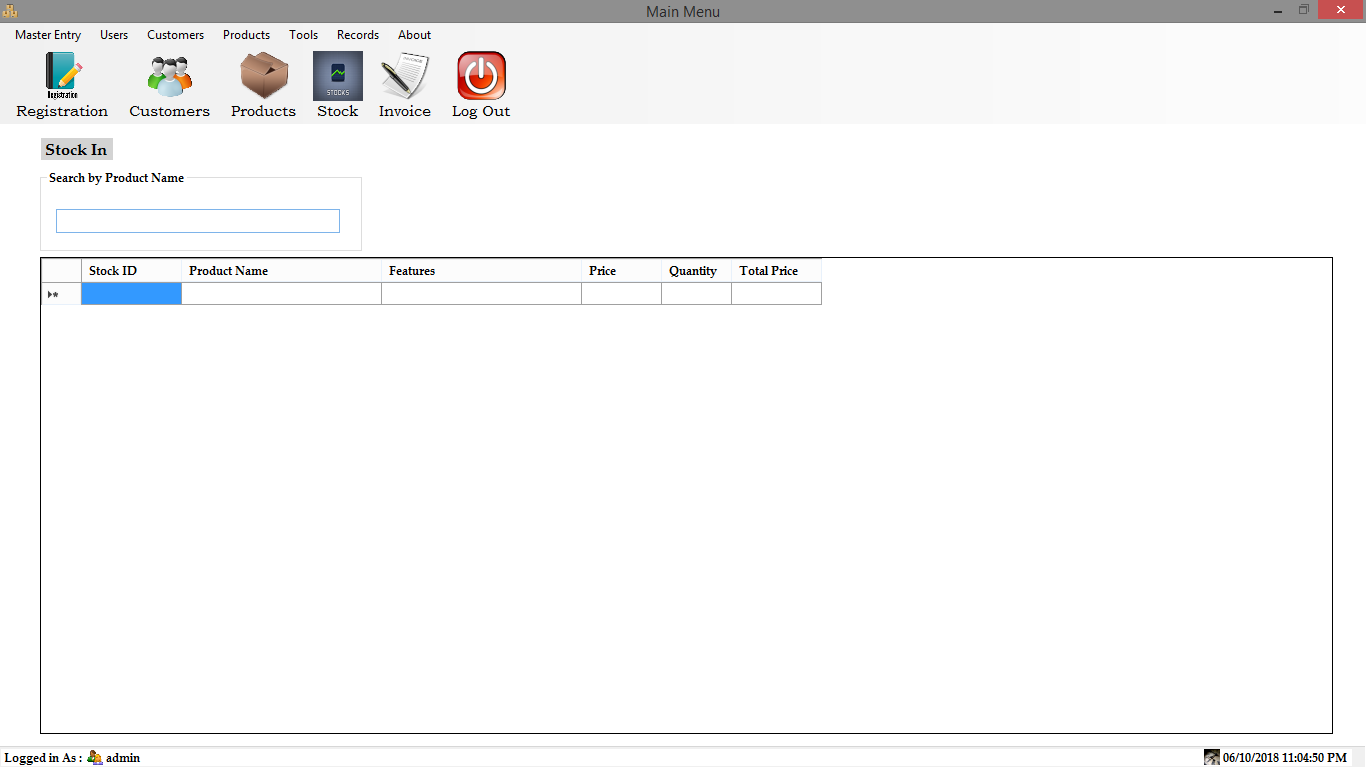 Main Menu
Master Entry Users Customers Products Tools Records About
Registration
STOCKS
Registration Customers Products Stock Invoice Log Out
Stock In
Search by Product Name
Stock ID Product Name Features Price Quantity Total Price
Logged in As : admin 06/10/2018 11:04:50 PM